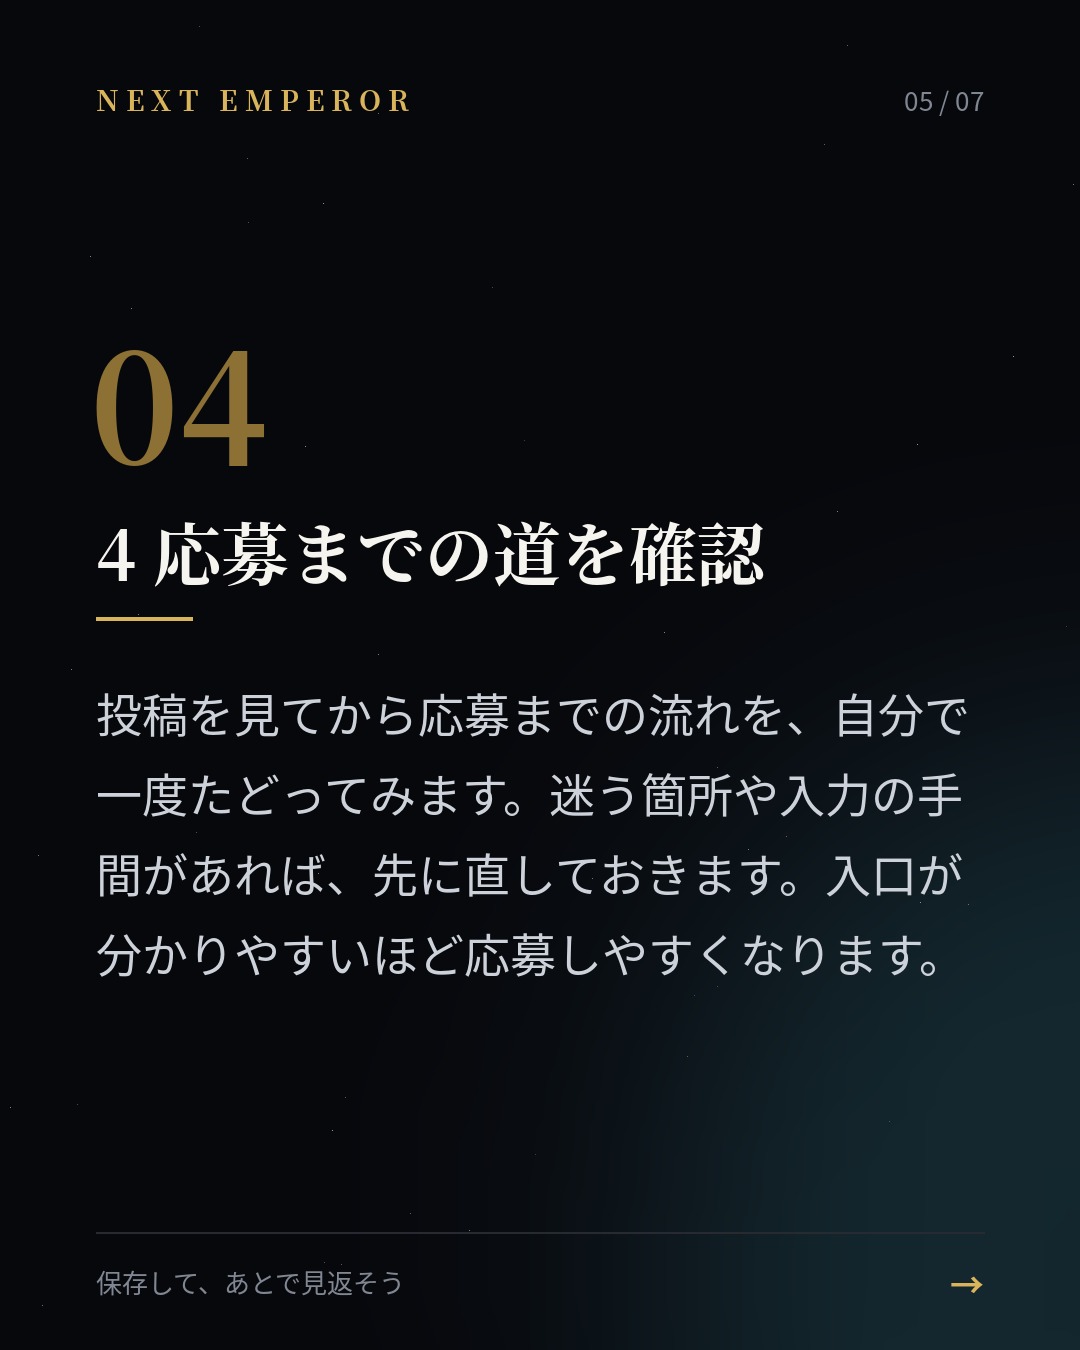 NEXT EMPEROR
05 / 07
04
4 応募までの道を確認
投稿を見てから応募までの流れを、自分で
一度たどってみます。迷う箇所や入力の手
間があれば、先に直しておきます。入口が
分かりやすいほど応募しやすくなります。
保存して、あとで見返そう
→